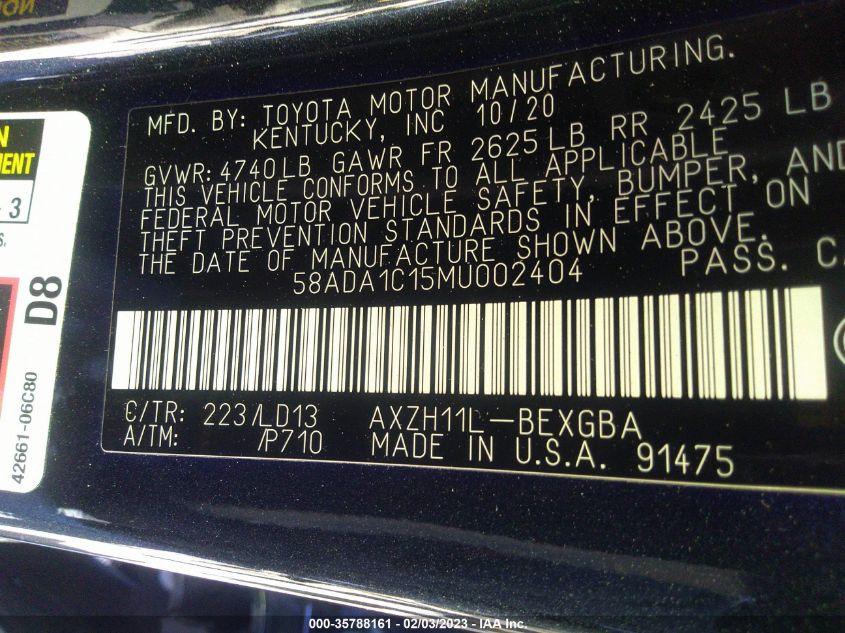 MFD. BY: TOYOTA MOTOR MANUFACTURING.
KENTUCKY, INC 10/20
GVWR: 4740LB GAWR FR 2625LB RR 2425 LB
THIS VEHICLE CONFORMS TO ALL APPLICABLE
FEDERAL MOTOR VEHICLE SAFETY, BUMPER, AND
THEFT PREVENTION STANDARDS IN EFFECT ON
THE DATE OF MANUFACTURE SHOWN ABOVE.
58ADA1C15MU002404 PASS. CA
C/TR: 223/LD13 AXZH11L-BEXGBA
A/TM: /P710 MADE IN U.S.A. 91475
- 3
D8
42661-06C80
000-35788161 - 02/03/2023 - IAA Inc.